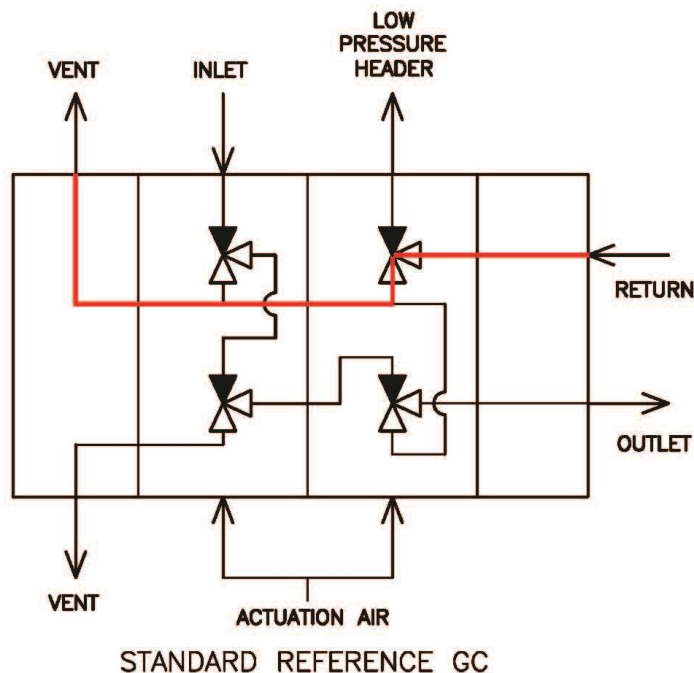 LOW
PRESSURE
HEADER
VENT
INLET
RETURN
OUTLET
VENT
ACTUATION AIR
STANDARD REFERENCE GC